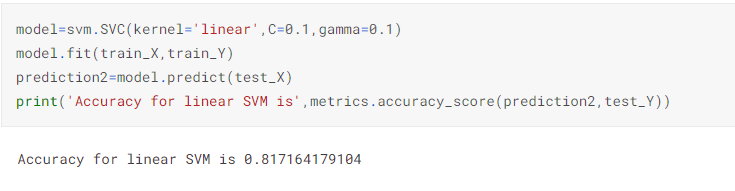 model=svm.SVC(kernel='linear',C=0.1,gamma=0.1)
model.fit(train_X,train_Y)
prediction2=model.predict(test_X)
print('Accuracy for linear SVM is',metrics.accuracy_score(prediction2,test_Y))
Accuracy for linear SVM is 0.817164179104